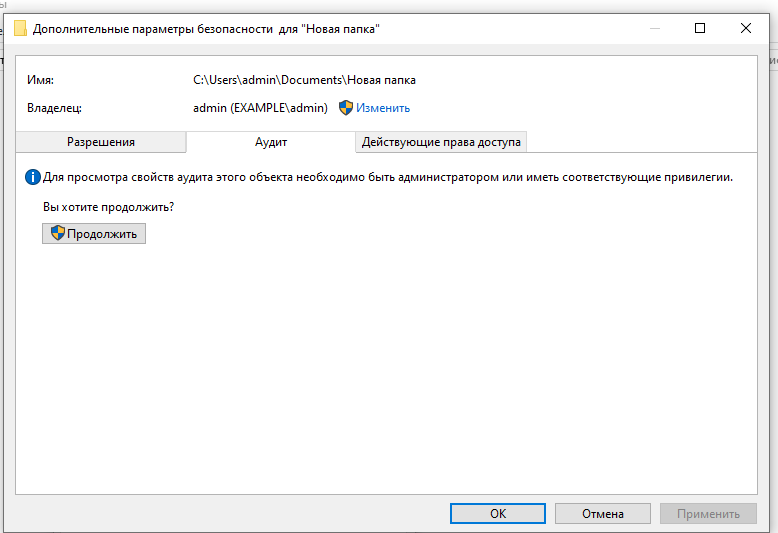 ы
Дополнительные параметры безопасности для "Новая папка"
Имя: C:\Users\admin\Documents\Новая папка
Владелец: admin (EXAMPLE\admin) Изменить
Разрешения Аудит Действующие права доступа
Для просмотра свойств аудита этого объекта необходимо быть администратором или иметь соответствующие привилегии.
Вы хотите продолжить?
Продолжить
ОК Отмена Применить